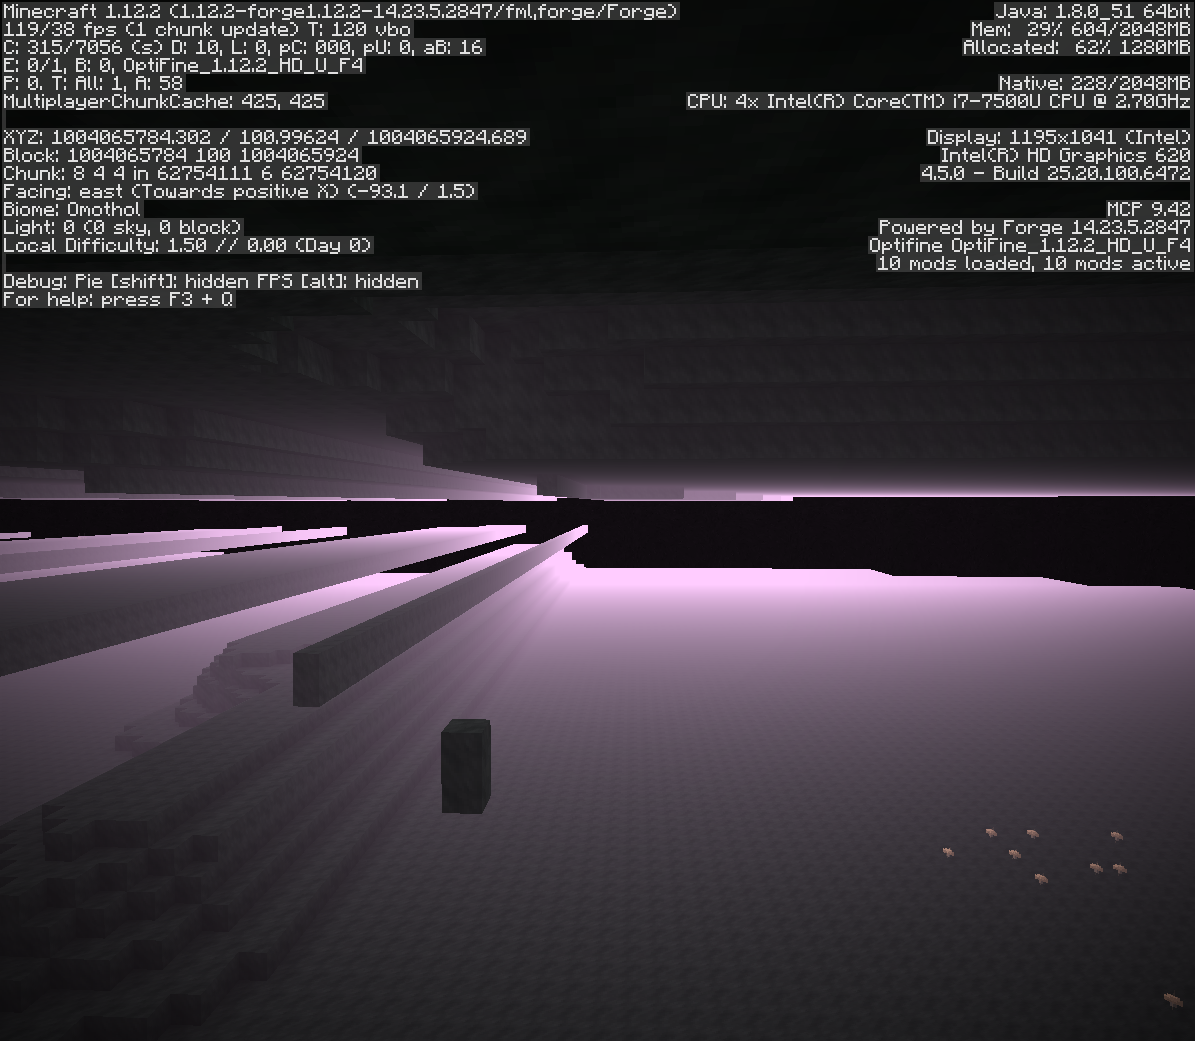 Minecraft 1.12.2 (1.12.2-forge1.12.2-14.23.5.2847/fml,forge/Forge)
119/38 fps (1 chunk update) T: 120 vbo
C: 315/7056 (s) D: 10, L: 0, pC: 000, pU: 0, aB: 16
E: 0/1, B: 0, OptiFine_1.12.2_HD_U_F4
P: 0. T: All: 1, A: 58
MultiplayerChunkCache: 425, 425
XYZ: 1004065784.302 / 100.99624 / 1004065924.689
Block: 1004065784 100 1004065924
Chunk: 8 4 4 in 62754111 6 62754120
Facing: east (Towards positive X) (-93.1 / 1.5)
Biome: Omothol
Light: 0 (0 sky, 0 block)
Local Difficulty: 1.50 // 0.00 (Day 0)
Debug: Pie [shift]: hidden FPS [alt]: hidden
For help: press F3 + Q
Java: 1.8.0_51 64bit
Mem: 29% 604/2048MB
Allocated: 62% 1280MB
Native: 228/2048MB
CPU: 4x Intel(R) Core(TM) i7-7500U CPU @ 2.70GHz
Display: 1195x1041 (Intel)
Intel(R) HD Graphics 620
4.5.0 - Build 25.20.100.6472
MCP 9.42
Powered by Forge 14.23.5.2847
Optifine OptiFine_1.12.2_HD_U_F4
10 mods loaded, 10 mods active